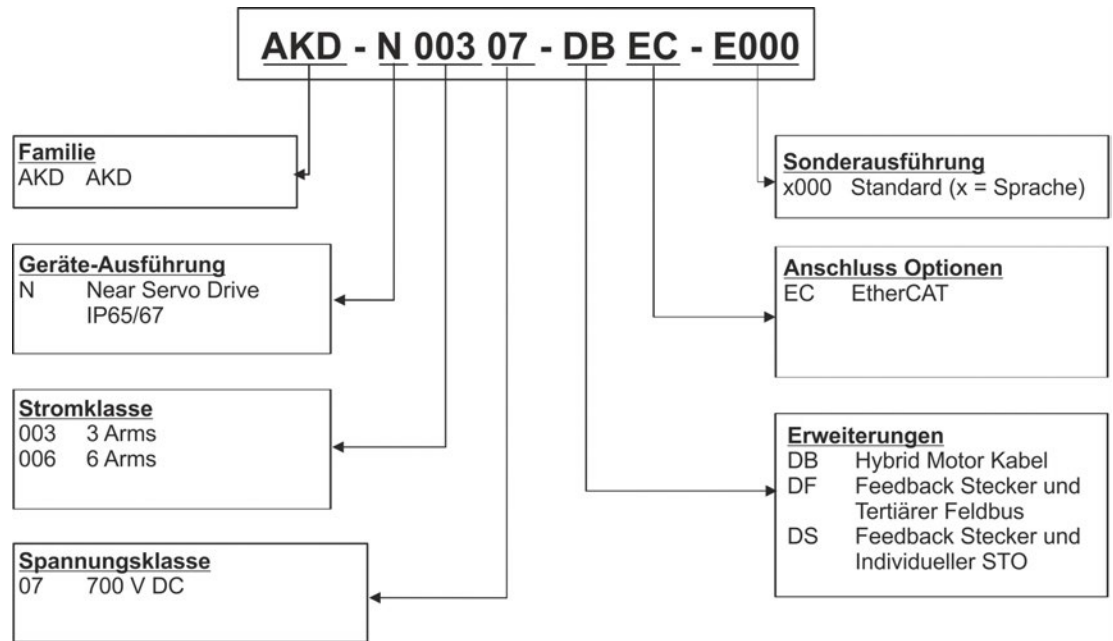 AKD - N 003 07 - DB EC - E000
Familie
AKD AKD
Geräte-Ausführung
N Near Servo Drive
IP65/67
Stromklasse
003 3 Arms
006 6 Arms
Spannungsklasse
07 700 V DC
Sonderausführung
x000 Standard (x = Sprache)
Anschluss Optionen
EC EtherCAT
Erweiterungen
DB Hybrid Motor Kabel
DF Feedback Stecker und
Tertiärer Feldbus
DS Feedback Stecker und
Individueller STO